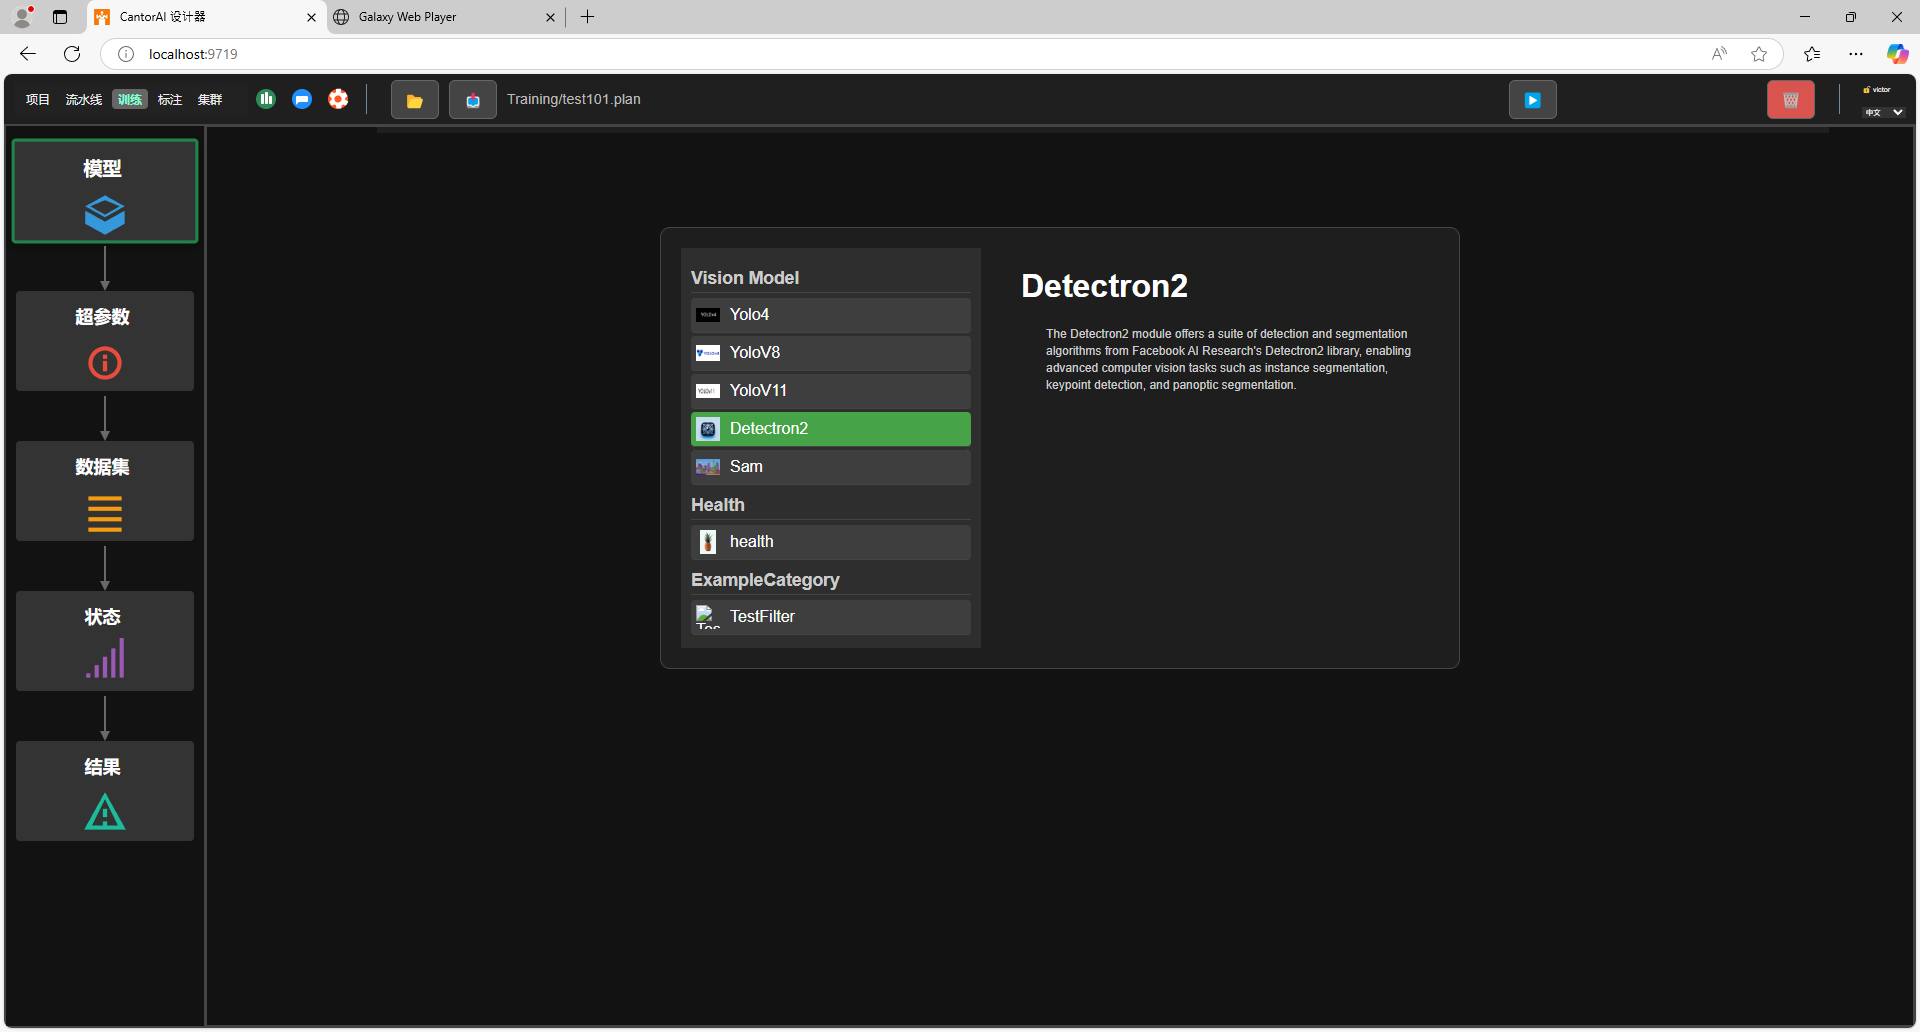 CantorAI 设计器
Galaxy Web Player
localhost:9719
项目 流水线 训练 标注 集群
Training/test101.plan
victor
中文
模型
超参数
数据集
状态
结果
Vision Model
Yolo4
YoloV8
YoloV11
Detectron2
Sam
Health
health
ExampleCategory
TestFilter
Detectron2
The Detectron2 module offers a suite of detection and segmentation
algorithms from Facebook AI Research's Detectron2 library, enabling
advanced computer vision tasks such as instance segmentation,
keypoint detection, and panoptic segmentation.